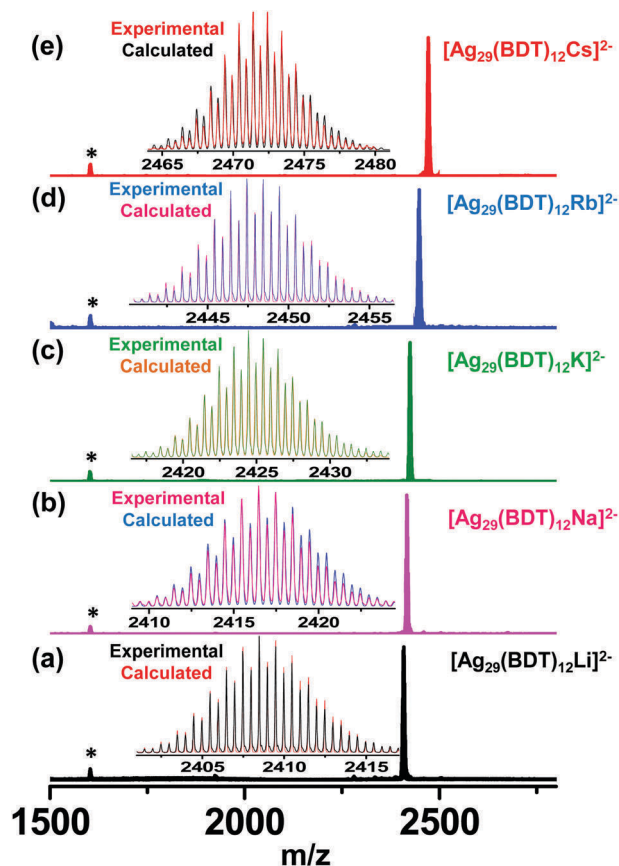 (e)
Experimental
Calculated
[Ag29(BDT)12Cs]2-
*
2465 2470 2475 2480
(d)
Experimental
Calculated
[Ag29(BDT)12Rb]2-
*
2445 2450 2455
(c)
Experimental
Calculated
[Ag29(BDT)12K]2-
*
2420 2425 2430
(b)
Experimental
Calculated
[Ag29(BDT)12Na]2-
*
2410 2415 2420
(a)
Experimental
Calculated
[Ag29(BDT)12Li]2-
*
2405 2410 2415
1500 2000 2500
m/z